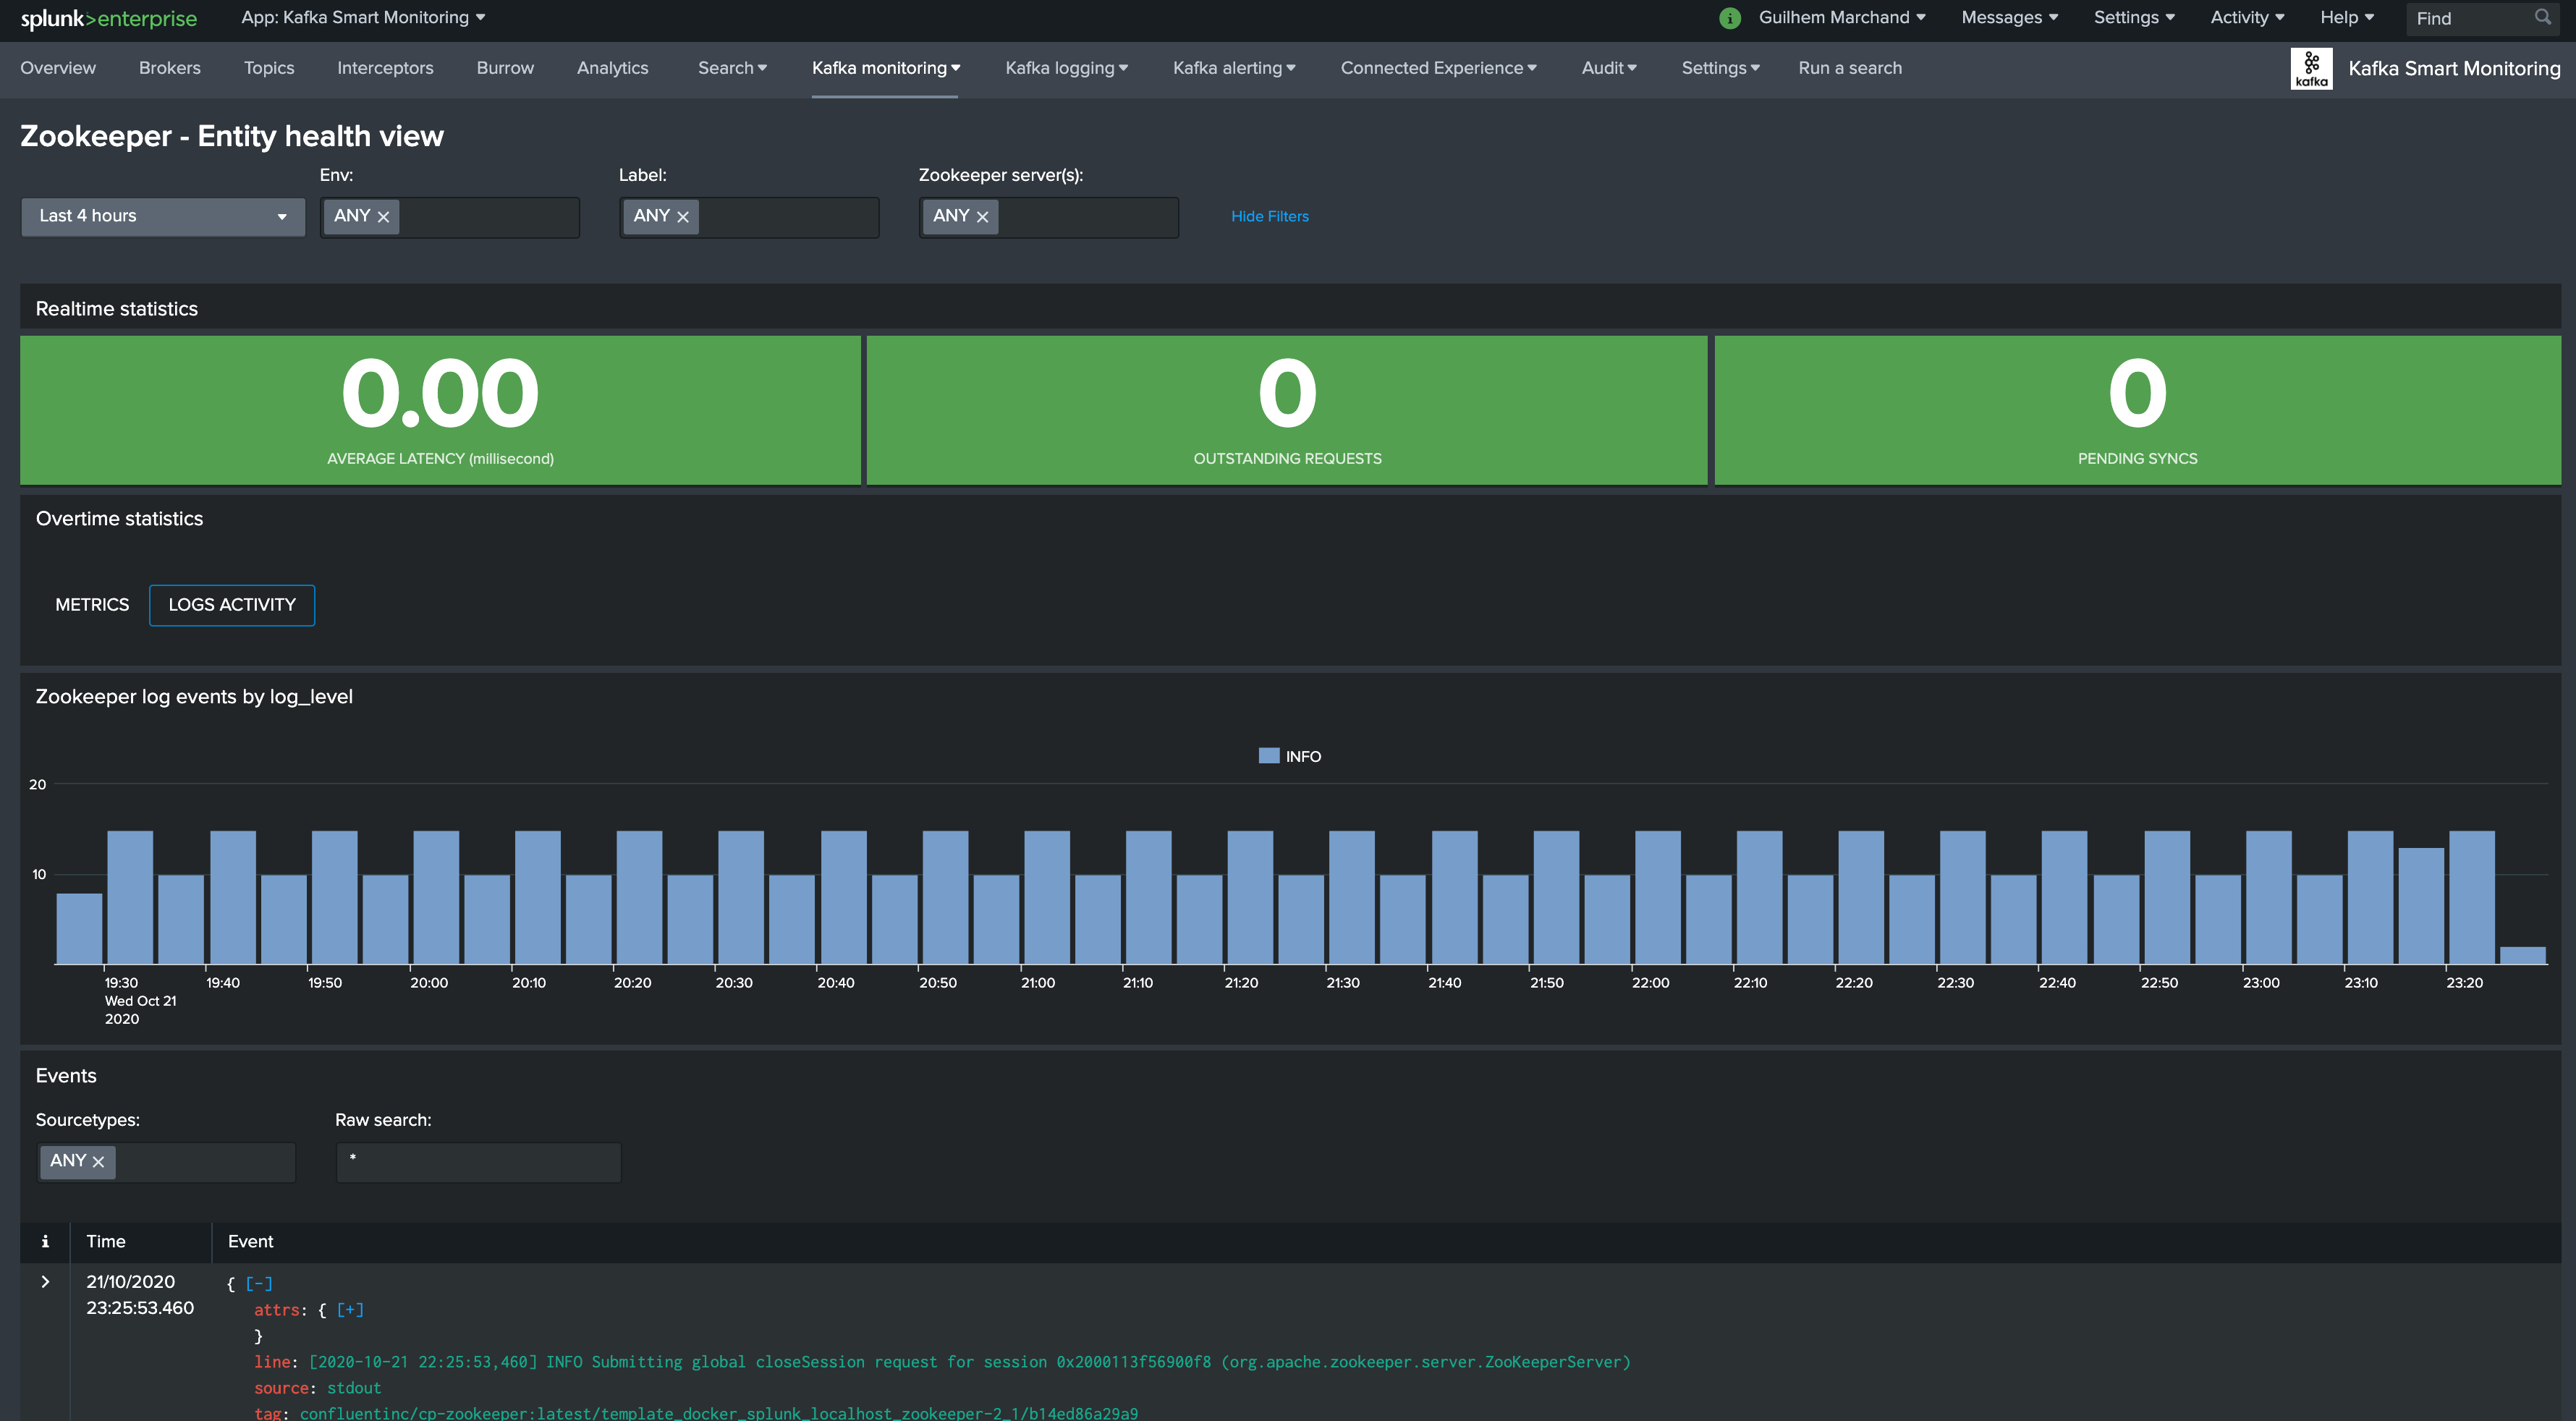 splunk>enterprise App: Kafka Smart Monitoring i Guilhem Marchand Messages Settings Activity Help Find
Overview Brokers Topics Interceptors Burrow Analytics Search Kafka monitoring Kafka logging Kafka alerting Connected Experience Audit Settings Run a search kafka Kafka Smart Monitoring
Zookeeper - Entity health view
Env: Label: Zookeeper server(s):
Last 4 hours ANY ANY ANY Hide Filters
Realtime statistics
0.00 0 0
AVERAGE LATENCY (millisecond) OUTSTANDING REQUESTS PENDING SYNCS
Overtime statistics
METRICS LOGS ACTIVITY
Zookeeper log events by log_level
INFO
20
10
19:30 19:40 19:50 20:00 20:10 20:20 20:30 20:40 20:50 21:00 21:10 21:20 21:30 21:40 21:50 22:00 22:10 22:20 22:30 22:40 22:50 23:00 23:10 23:20
Wed Oct 21
2020
Events
Sourcetypes: Raw search:
ANY *
i Time Event
21/10/2020 { [-]
23:25:53.460 attrs: { [+]
}
line: [2020-10-21 22:25:53,460] INFO Submitting global closeSession request for session 0x2000113f56900f8 (org.apache.zookeeper.server.ZooKeeperServer)
source: stdout
tag: confluentinc/cp-zookeeper:latest/template_docker_splunk_localhost_zookeeper-2_1/b14ed86a29a9